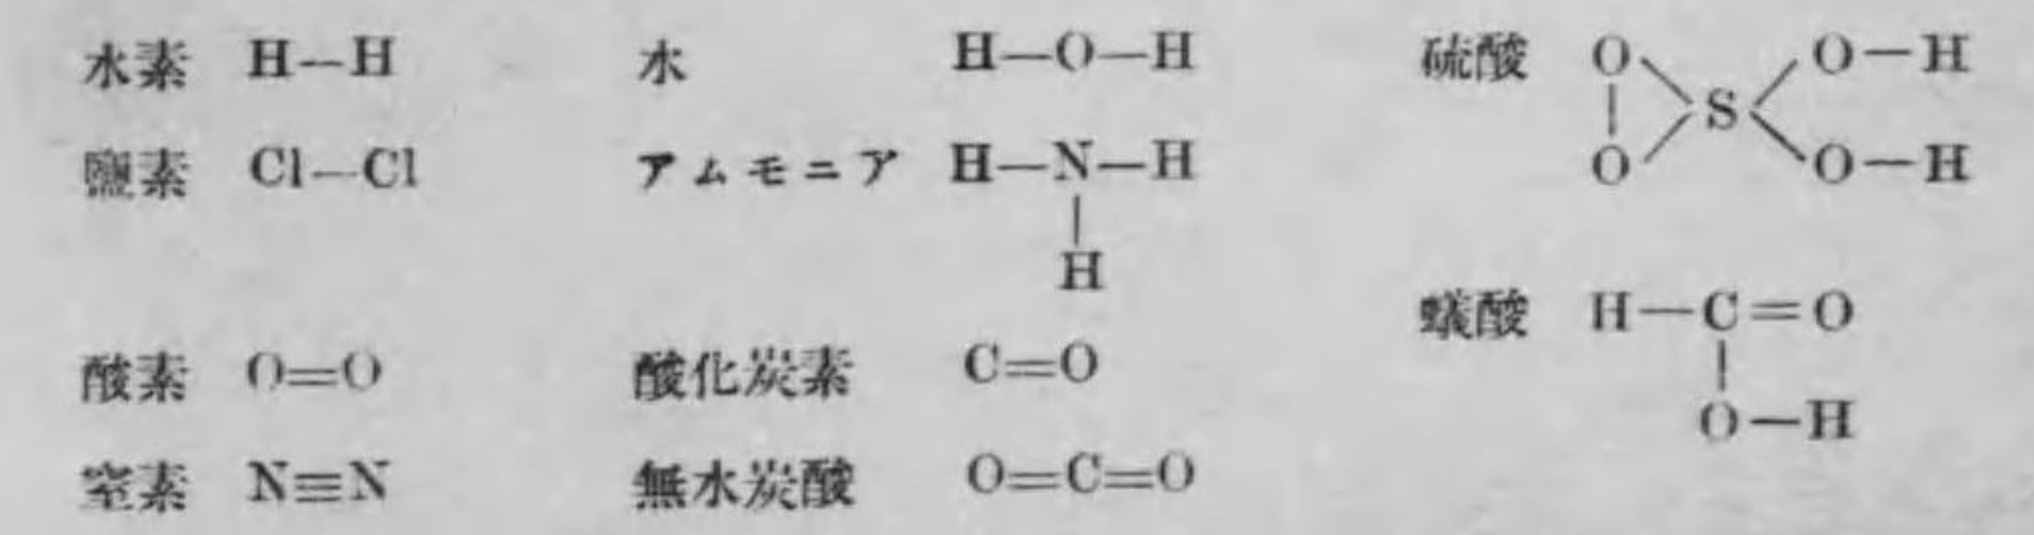 水素 H—H
鹽素 Cl—Cl
酸素 O=O
窒素 N≡N
水 H—O—H
アムモニア H—N—H
H
酸化炭素 C=O
無水炭酸 O=C=O
硫酸 O O—H
S
O O—H
蟻酸 H—C=O
O—H